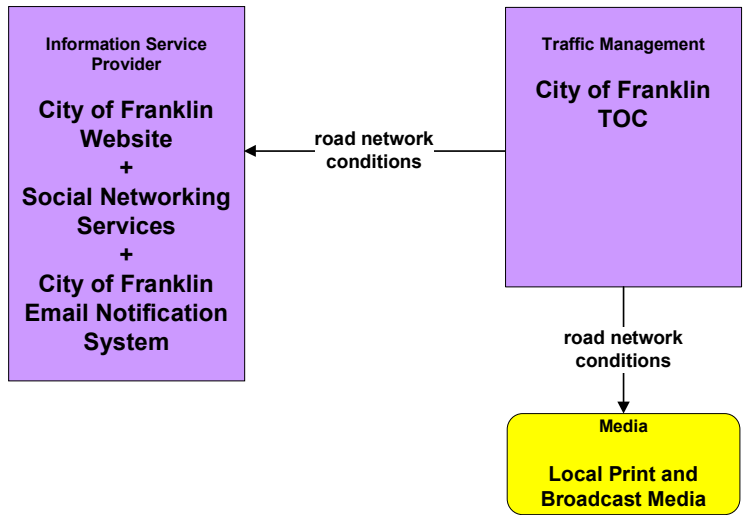 Information Service
Provider
City of Franklin
Website
+
Social Networking
Services
+
City of Franklin
Email Notification
System
road network
conditions
Traffic Management
City of Franklin
TOC
road network
conditions
Media
Local Print and
Broadcast Media